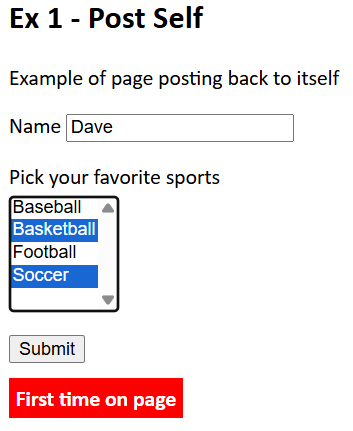 Ex 1 - Post Self
Example of page posting back to itself
Name Dave
Pick your favorite sports
Baseball
Basketball
Football
Soccer
Submit
First time on page